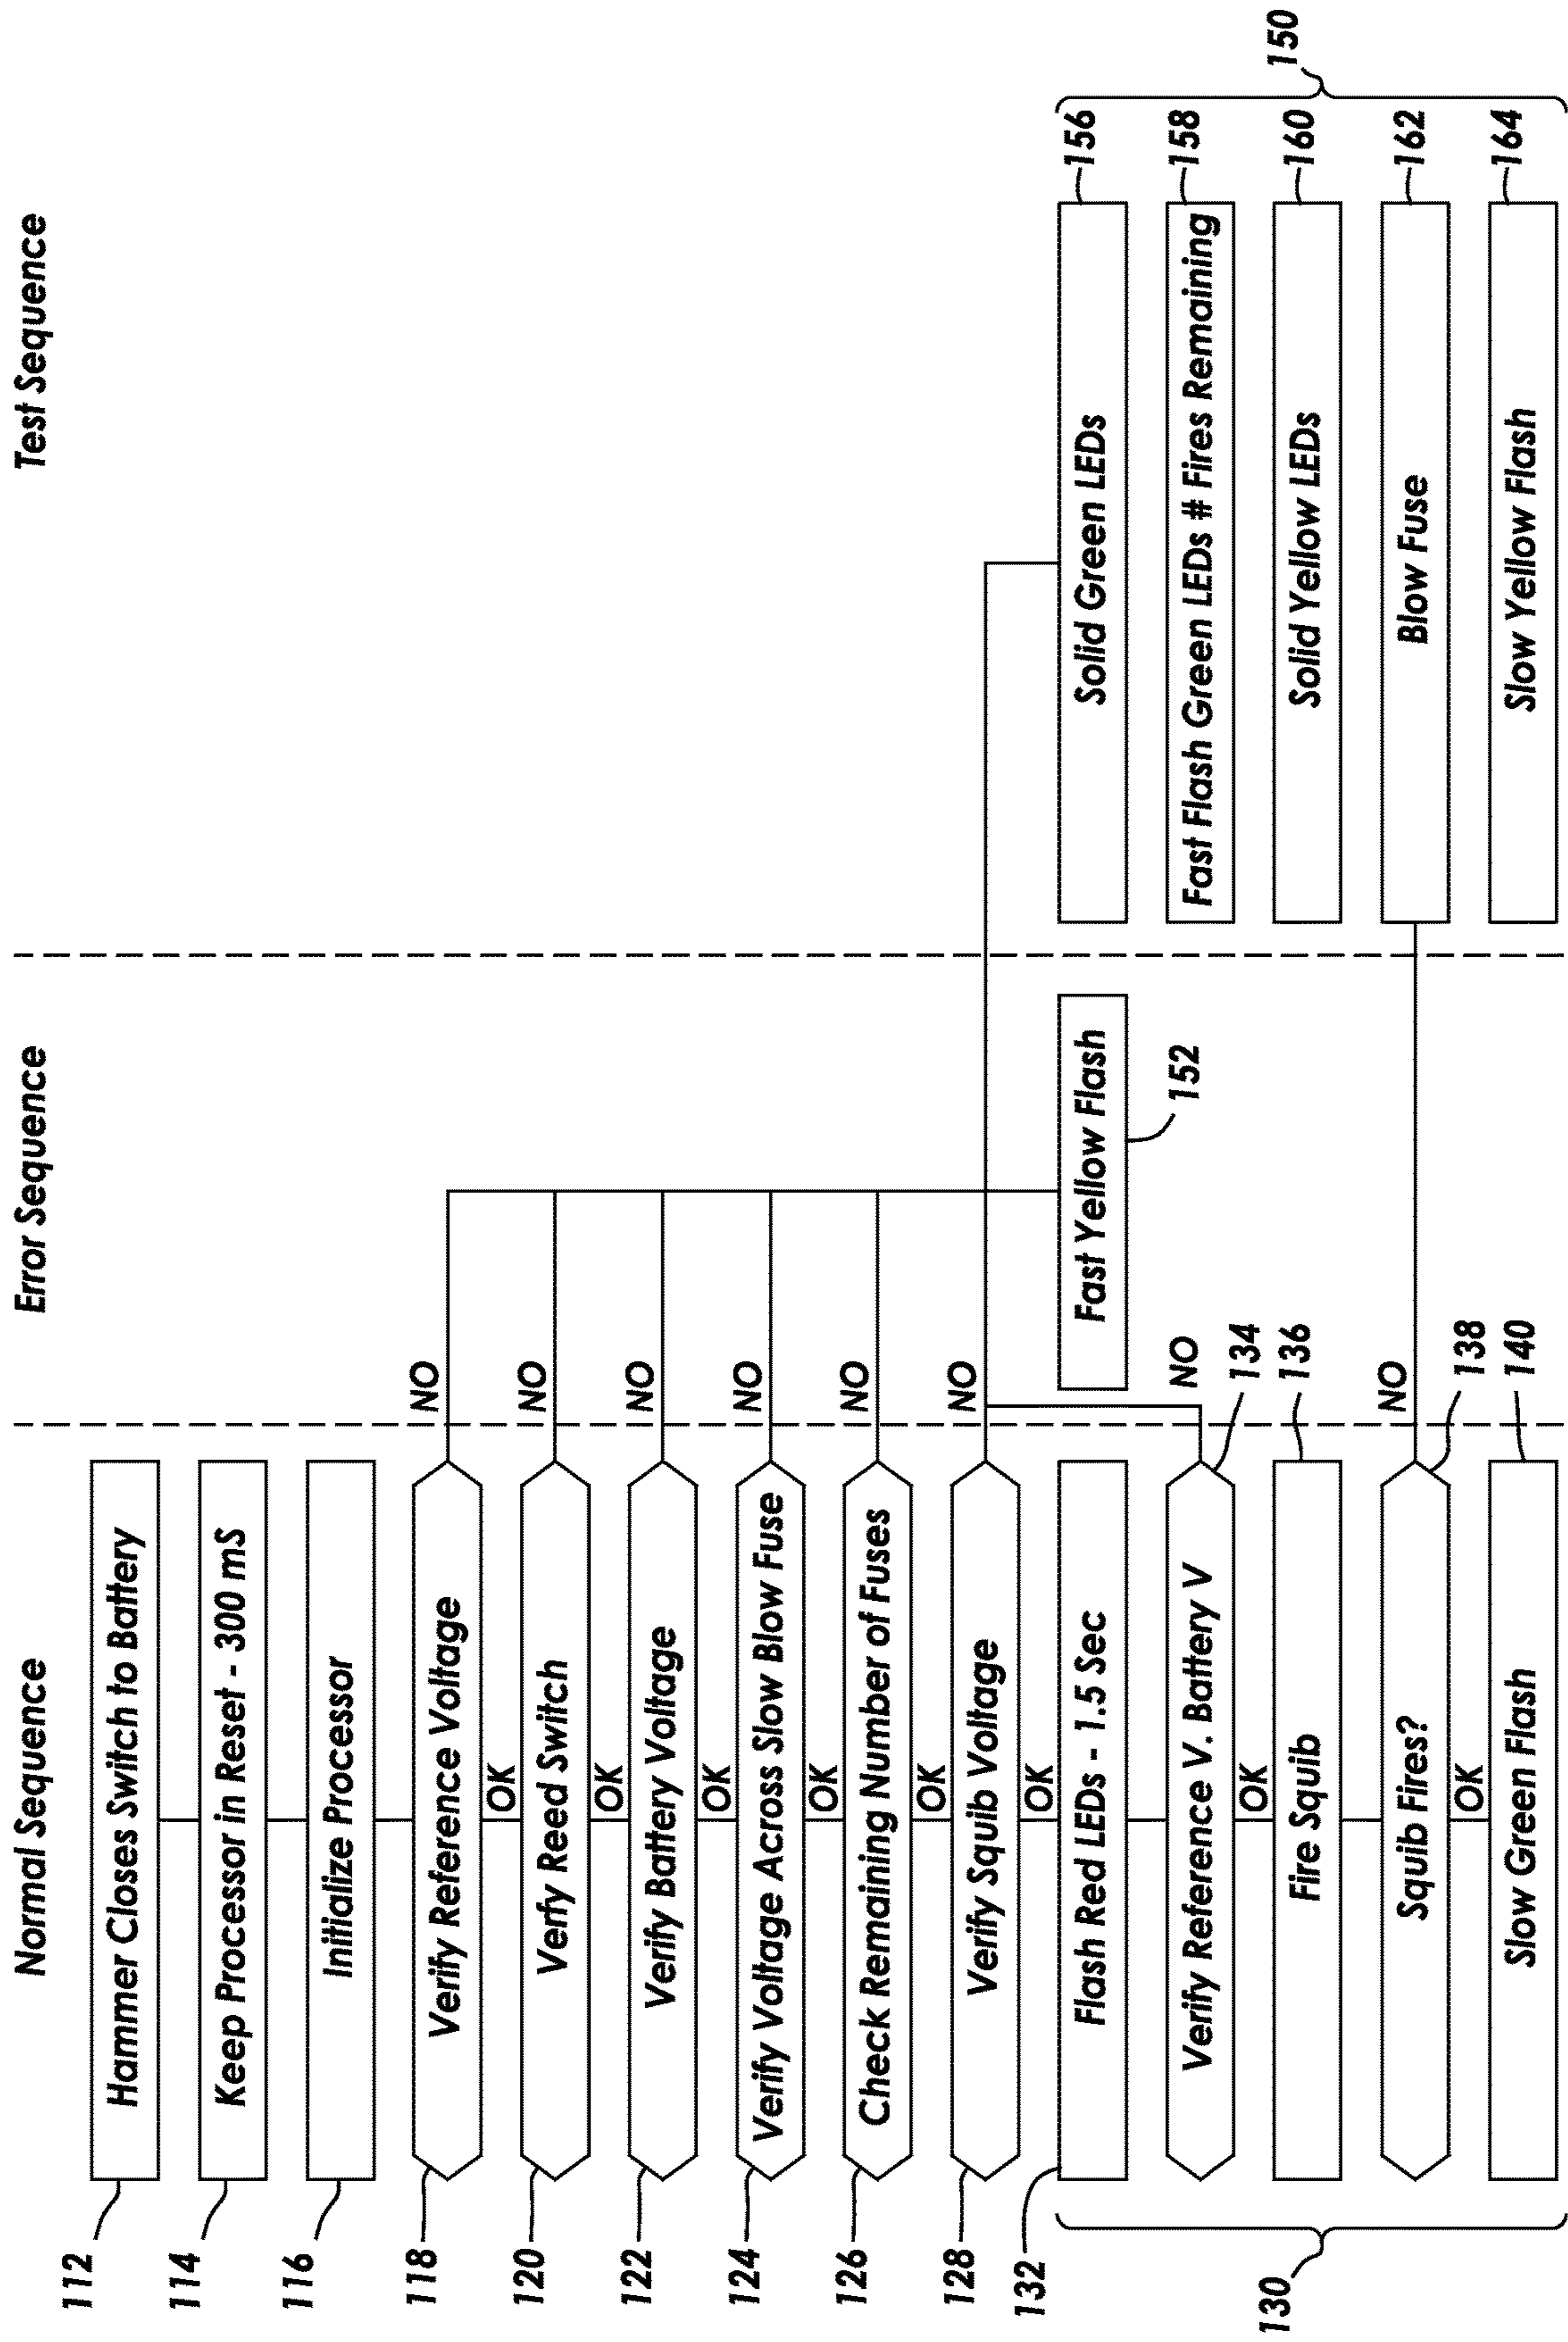 Normal Sequence
Error Sequence
Test Sequence
112
Hammer Closes Switch to Battery
114
Keep Processor in Reset - 300 mS
116
Initialize Processor
118
Verify Reference Voltage
NO
OK
120
Verfy Reed Switch
NO
OK
122
Verify Battery Voltage
NO
OK
124
Verify Voltage Across Slow Blow Fuse
NO
OK
126
Check Remaining Number of Fuses
NO
OK
128
Verify Squib Voltage
NO
OK
132
Flash Red LEDs - 1.5 Sec
Fast Yellow Flash
152
Solid Green LEDs
156
Verify Reference V. Battery V
NO
134
Fast Flash Green LEDs # Fires Remaining
158
OK
130
Fire Squib
136
Solid Yellow LEDs
160
150
Squib Fires?
NO
138
Blow Fuse
162
OK
Slow Green Flash
140
Slow Yellow Flash
164